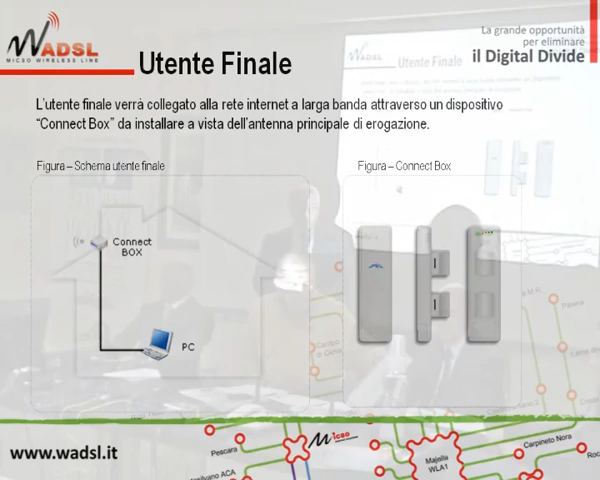 WADSL
MICSO WIRELESS LINE
La grande opportunità
per eliminare
il Digital Divide
Utente Finale
L'utente finale verrà collegato alla rete internet a larga banda attraverso un dispositivo
“Connect Box” da installare a vista dell'antenna principale di erogazione.
Figura – Schema utente finale
Figura – Connect Box
Connect
BOX
PC
www.wadsl.it
Pescara
Micso
Majella
WLA1
Carpineto Nora